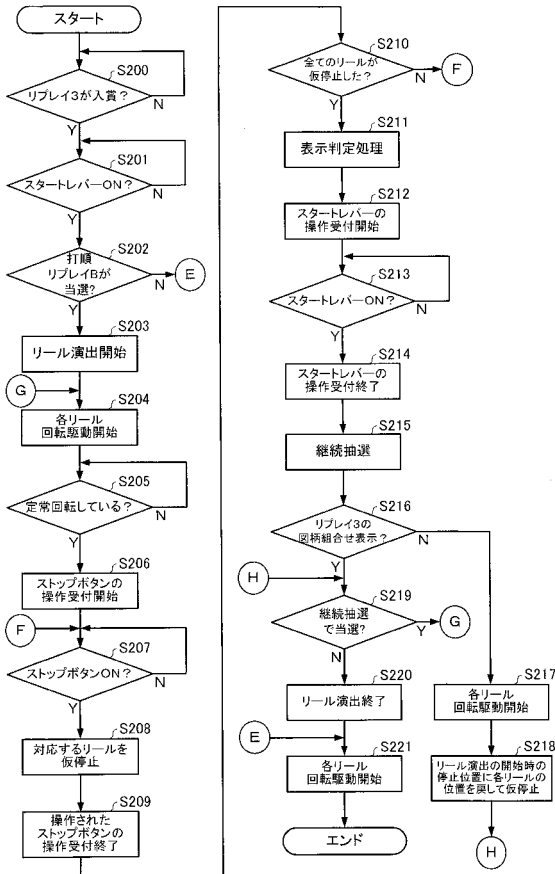 スタート
S200
リプレイ3が入賞?
N
Y
S201
スタートレバーON?
N
Y
S202
打順
リプレイBが
当選?
N
E
Y
S203
リール演出開始
G
S204
各リール
回転駆動開始
S205
定常回転している?
N
Y
S206
ストップボタンの
操作受付開始
F
S207
ストップボタンON?
N
Y
S208
対応するリールを
仮停止
S209
操作された
ストップボタンの
操作受付終了
S210
全てのリールが
仮停止した?
N
F
Y
S211
表示判定処理
S212
スタートレバーの
操作受付開始
S213
スタートレバーON?
N
Y
S214
スタートレバーの
操作受付終了
S215
継続抽選
S216
リプレイ3の
図柄組合せ表示?
N
Y
H
S219
継続抽選
で当選?
Y
G
N
S220
リール演出終了
E
S221
各リール
回転駆動開始
エンド
S217
各リール
回転駆動開始
S218
リール演出の開始時の
停止位置に各リールの
位置を戻して仮停止
H